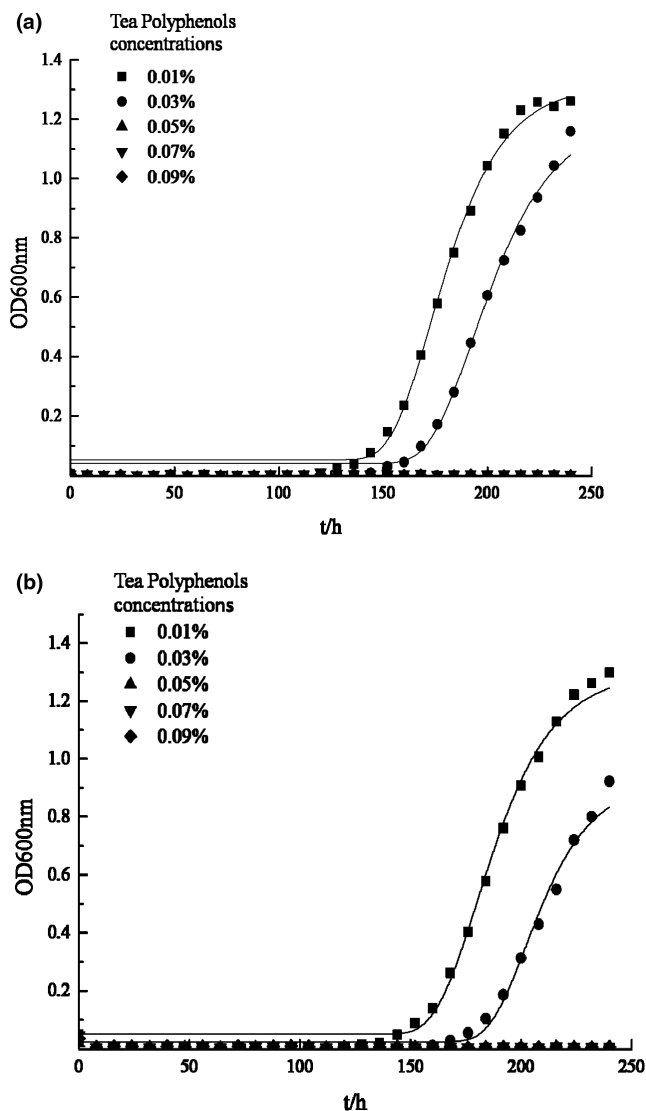 (a)
Tea Polyphenols
concentrations
0.01%
0.03%
0.05%
0.07%
0.09%
1.4
1.2
1.0
0.8
0.6
0.4
0.2
OD600nm
0 50 100 150 200 250
t/h
(b)
Tea Polyphenols
concentrations
0.01%
0.03%
0.05%
0.07%
0.09%
1.4
1.2
1.0
0.8
0.6
0.4
0.2
OD600nm
0 50 100 150 200 250
t/h